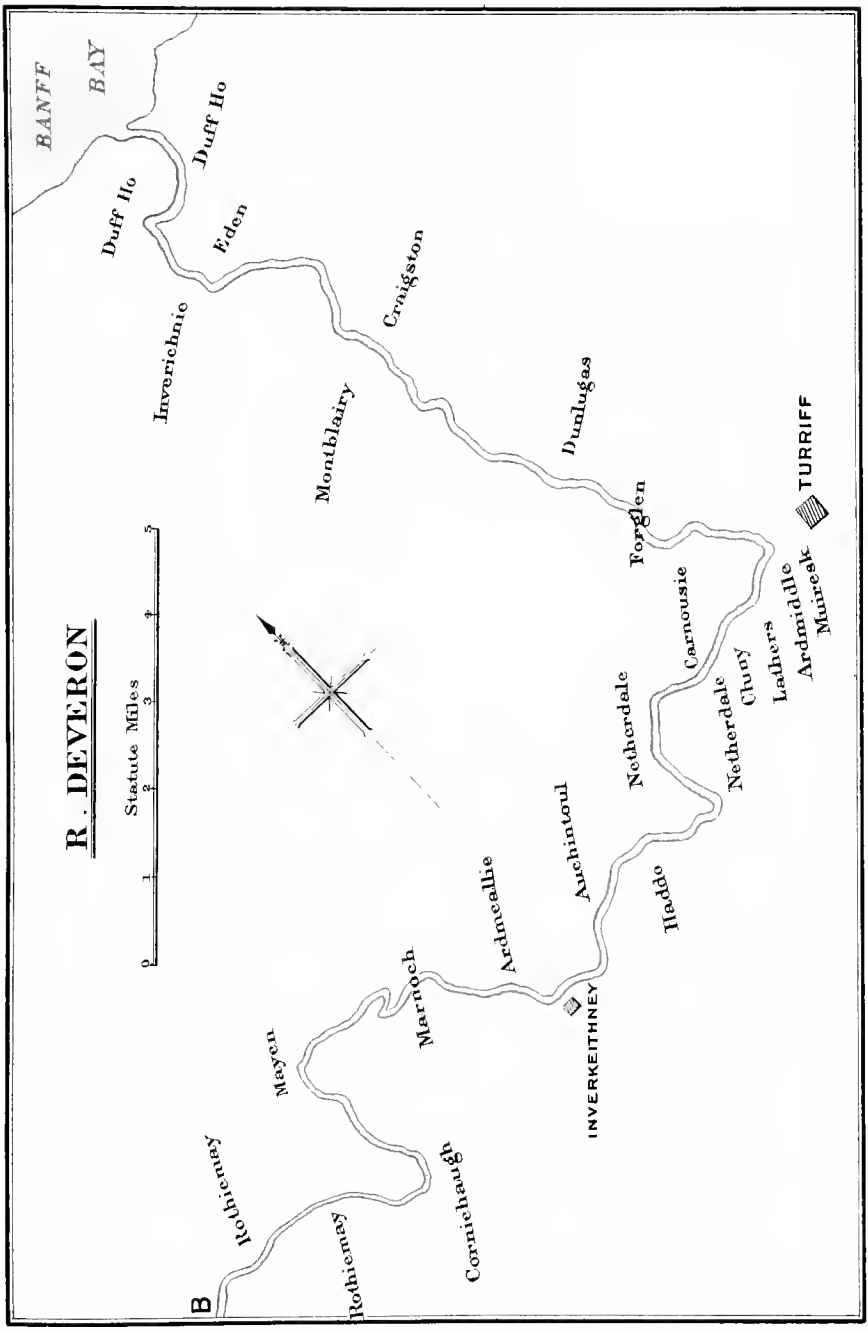 R. DEVERON
Statute Miles
0 1 2 3 4 5
BANFF
BAY
Duff Ho
Duff Ho
Eden
Inverichnie
Craigston
Montblairy
Dunlugas
Forglen
TURRIFF
Carnousie
Muiresk
Ardmiddle
Lathers
Cluny
Netherdale
Netherdale
Auchintoul
Haddo
Ardmeallie
INVERKEITHNEY
Marnoch
Mayen
Cornichaugh
Rothiemay
Rothiemay
B